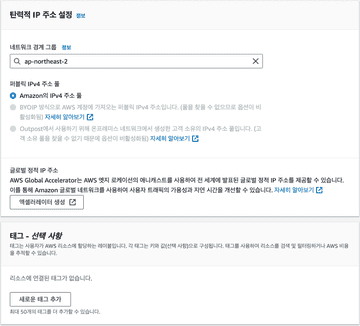 탄력적 IP 주소 설정 정보
네트워크 경계 그룹 정보
ap-northeast-2
퍼블릭 IPv4 주소 풀
Amazon의 IPv4 주소 풀
BYOIP 방식으로 AWS 계정에 가져오는 퍼블릭 IPv4 주소입니다. (풀을 찾을 수 없으므로 옵션이 비
활성화됨) 자세히 알아보기
Outpost에서 사용하기 위해 온프레미스 네트워크에서 생성한 고객 소유의 IPv4 주소 풀입니다. (고
객 소유 풀을 찾을 수 없기 때문에 옵션이 비활성화됨) 자세히 알아보기
글로벌 정적 IP 주소
AWS Global Accelerator는 AWS 엣지 로케이션의 애니캐스트를 사용하여 전 세계에 발표된 글로벌 정적 IP 주소를 제공할 수 있습니다.
이를 통해 Amazon 글로벌 네트워크를 사용하여 사용자 트래픽의 가용성과 지연 시간을 개선할 수 있습니다. 자세히 알아보기
액셀러레이터 생성
태그 - 선택 사항
태그는 사용자가 AWS 리소스에 할당하는 레이블입니다. 각 태그는 키와 값(선택 사항)으로 구성됩니다. 태그를 사용하여 리소스를 검색 및 필터링하거나 AWS 비용
을 추적할 수 있습니다.
리소스에 연결된 태그가 없습니다.
새로운 태그 추가
최대 50개의 태그를 더 추가할 수 있습니다.